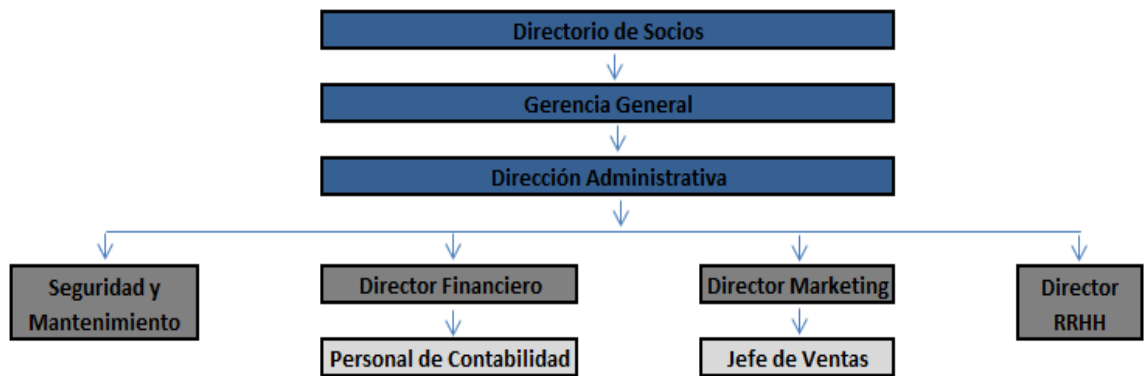 Directorio de Socios
Gerencia General
Dirección Administrativa
Seguridad y
Mantenimiento
Director Financiero
Director Marketing
Director
RRHH
Personal de Contabilidad
Jefe de Ventas